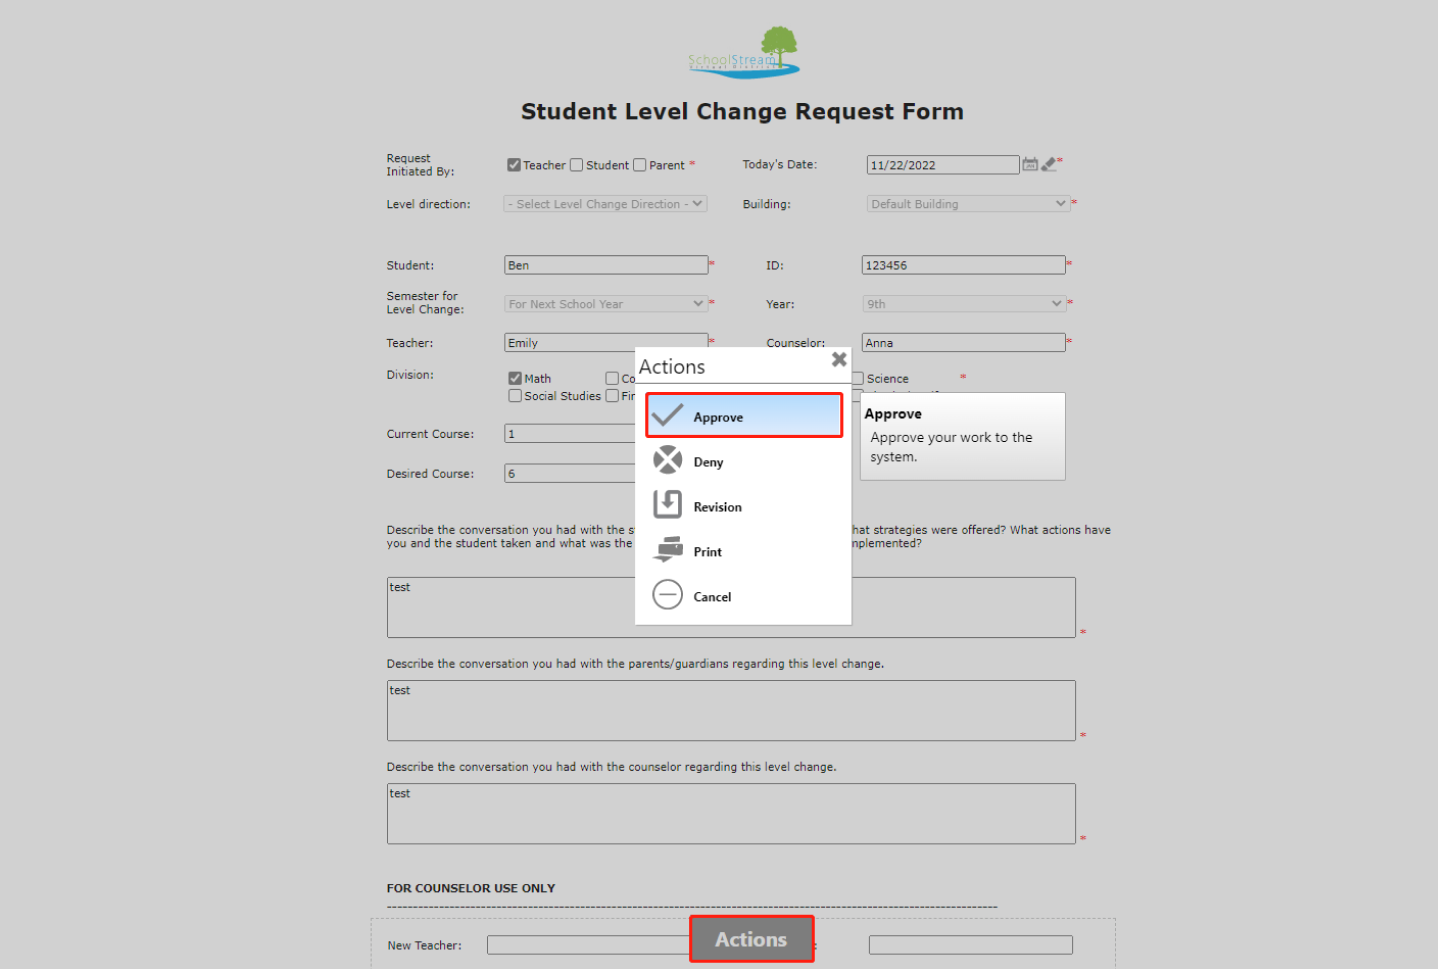 SchoolStream
Student Level Change Request Form
Request
Initiated By:
Teacher Student Parent *
Today's Date:
11/22/2022 *
Level direction:
- Select Level Change Direction -
Building:
Default Building *
Student:
Ben *
ID:
123456 *
Semester for
Level Change:
For Next School Year *
Year:
9th *
Teacher:
Emily *
Counselor:
Anna *
Division:
Math
Co
Science *
Social Studies
Fi
Current Course:
1
Desired Course:
6
Actions
Approve
Deny
Revision
Print
Cancel
Approve
Approve your work to the
system.
Describe the conversation you had with the s hat strategies were offered? What actions have
you and the student taken and what was the nplemented?
test
*
Describe the conversation you had with the parents/guardians regarding this level change.
test
*
Describe the conversation you had with the counselor regarding this level change.
test
*
FOR COUNSELOR USE ONLY
New Teacher:
Actions